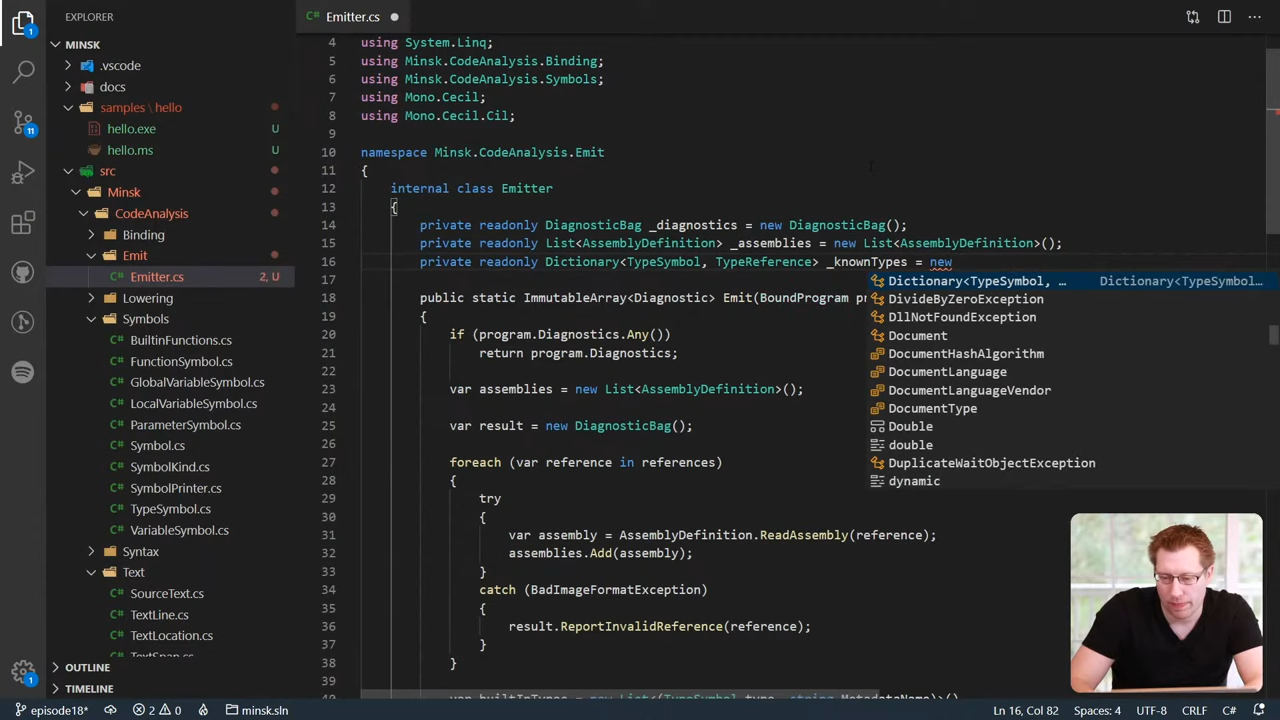 EXPLORER
MINSK
.vscode
docs
samples \ hello
hello.exe U
hello.ms U
src
Minsk
CodeAnalysis
Binding
Emit
Emitter.cs 2, U
Lowering
Symbols
BuiltinFunctions.cs
FunctionSymbol.cs
GlobalVariableSymbol.cs
LocalVariableSymbol.cs
ParameterSymbol.cs
Symbol.cs
SymbolKind.cs
SymbolPrinter.cs
TypeSymbol.cs
VariableSymbol.cs
Syntax
Text
SourceText.cs
TextLine.cs
TextLocation.cs
OUTLINE
TIMELINE
1
11
1
C# Emitter.cs
4 using System.Linq;
5 using Minsk.CodeAnalysis.Binding;
6 using Minsk.CodeAnalysis.Symbols;
7 using Mono.Cecil;
8 using Mono.Cecil.Cil;
9
10 namespace Minsk.CodeAnalysis.Emit
11 {
12 internal class Emitter
13 {
14 private readonly DiagnosticBag _diagnostics = new DiagnosticBag();
15 private readonly List<AssemblyDefinition> _assemblies = new List<AssemblyDefinition>();
16 private readonly Dictionary<TypeSymbol, TypeReference> _knownTypes = new
17
18 public static ImmutableArray<Diagnostic> Emit(BoundProgram pr
19 {
20 if (program.Diagnostics.Any())
21 return program.Diagnostics;
22
23 var assemblies = new List<AssemblyDefinition>();
24
25 var result = new DiagnosticBag();
26
27 foreach (var reference in references)
28 {
29 try
30 {
31 var assembly = AssemblyDefinition.ReadAssembly(reference);
32 assemblies.Add(assembly);
33 }
34 catch (BadImageFormatException)
35 {
36 result.ReportInvalidReference(reference);
37 }
38 }
39
Dictionary<TypeSymbol, … Dictionary<TypeSymbol…
DivideByZeroException
DllNotFoundException
Document
DocumentHashAlgorithm
DocumentLanguage
DocumentLanguageVendor
DocumentType
Double
double
DuplicateWaitObjectException
dynamic
episode18* 2 0 minsk.sln Ln 16, Col 82 Spaces: 4 UTF-8 CRLF C#